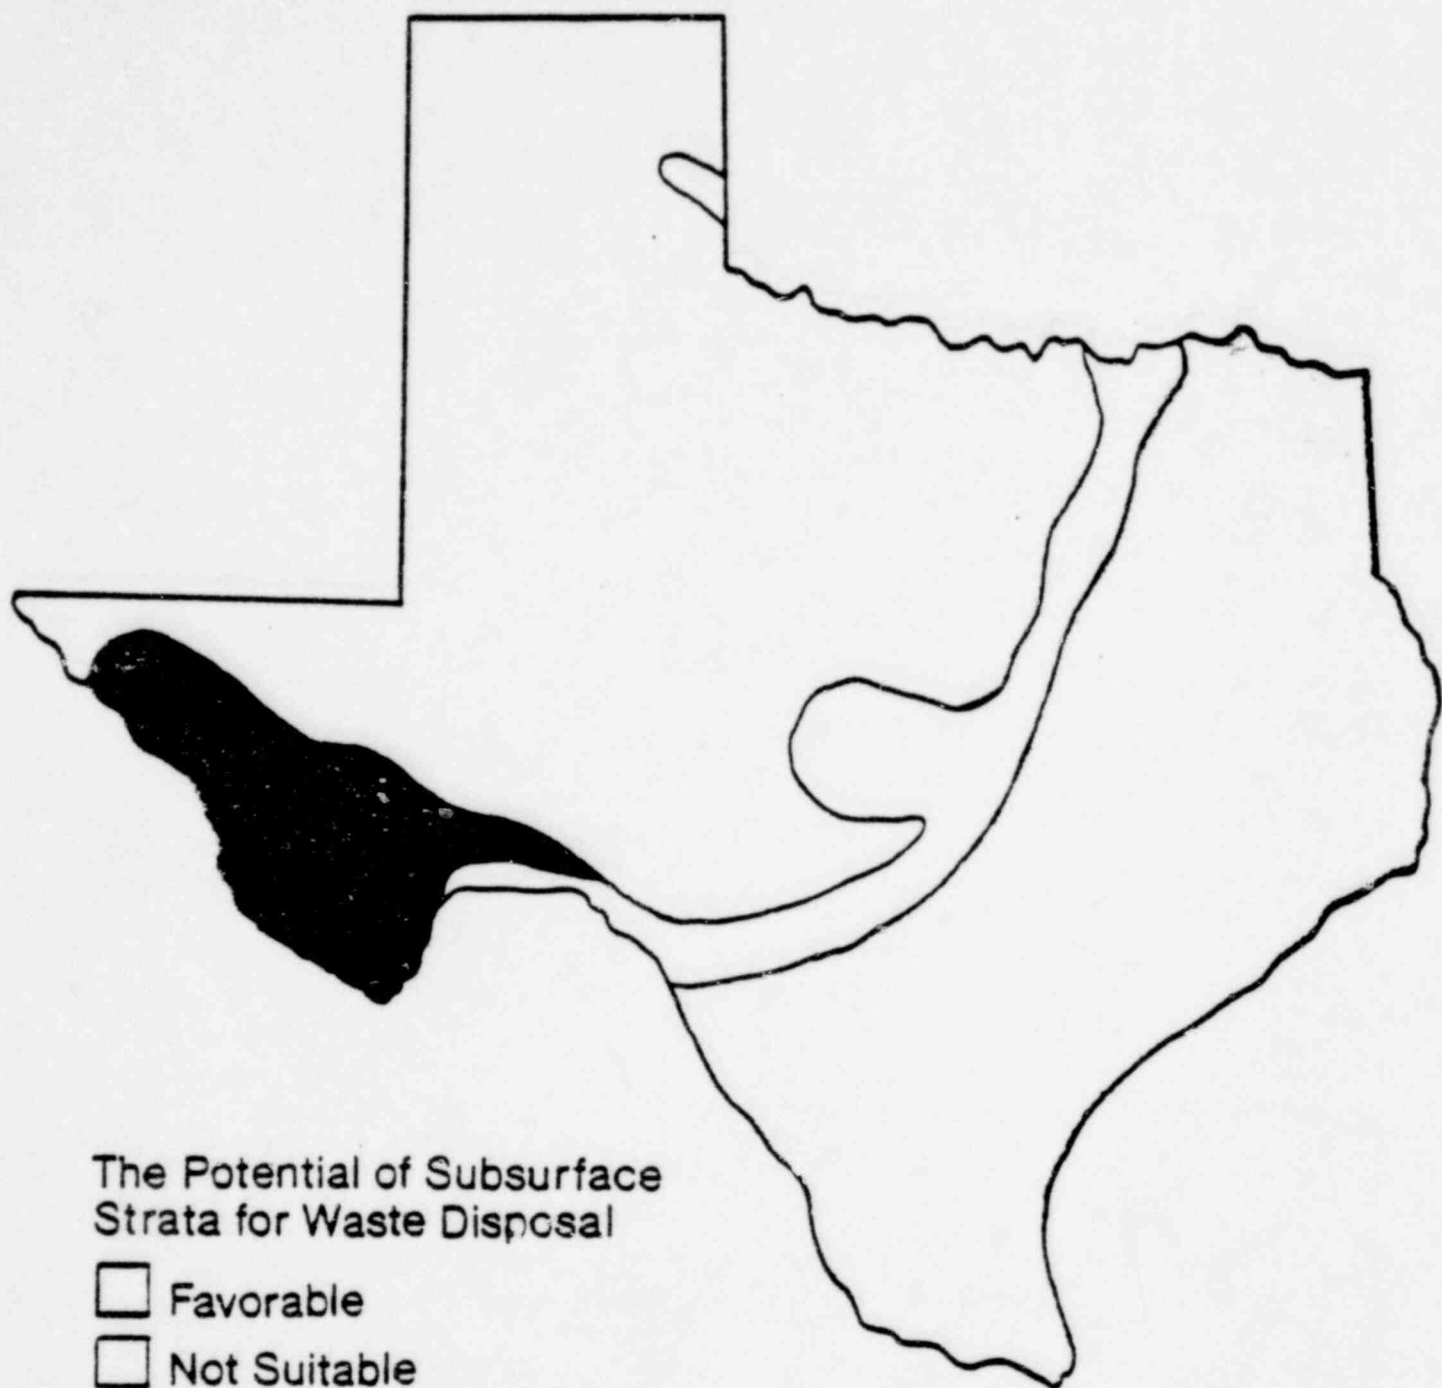 The Potential of Subsurface
Strata for Waste Disposal
Favorable
Not Suitable